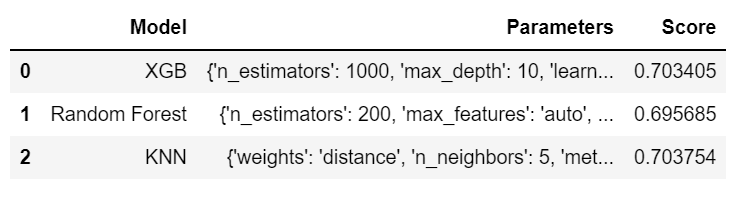 Model Parameters Score
0 XGB {'n_estimators': 1000, 'max_depth': 10, 'learn... 0.703405
1 Random Forest {'n_estimators': 200, 'max_features': 'auto', ... 0.695685
2 KNN {'weights': 'distance', 'n_neighbors': 5, 'met... 0.703754